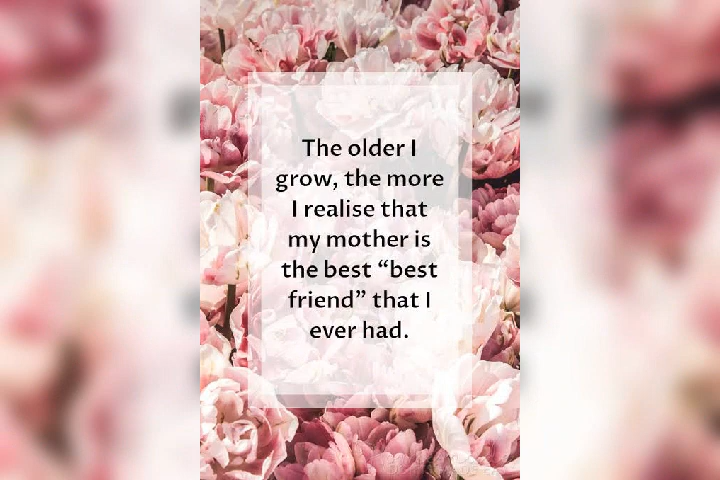 The older I
grow, the more
I realise that
my mother is
the best “best
friend” that I
ever had.